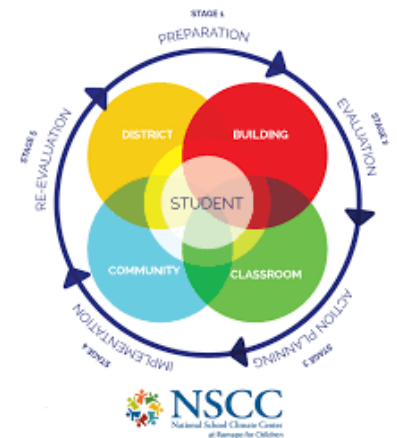 STAGE 1
PREPARATION
STAGE 2
EVALUATION
STAGE 3
ACTION PLANNING
STAGE 4
IMPLEMENTATION
STAGE 5
RE-EVALUATION
DISTRICT
BUILDING
STUDENT
COMMUNITY
CLASSROOM
NSCC
National School Climate Center
at Ramapo for Children